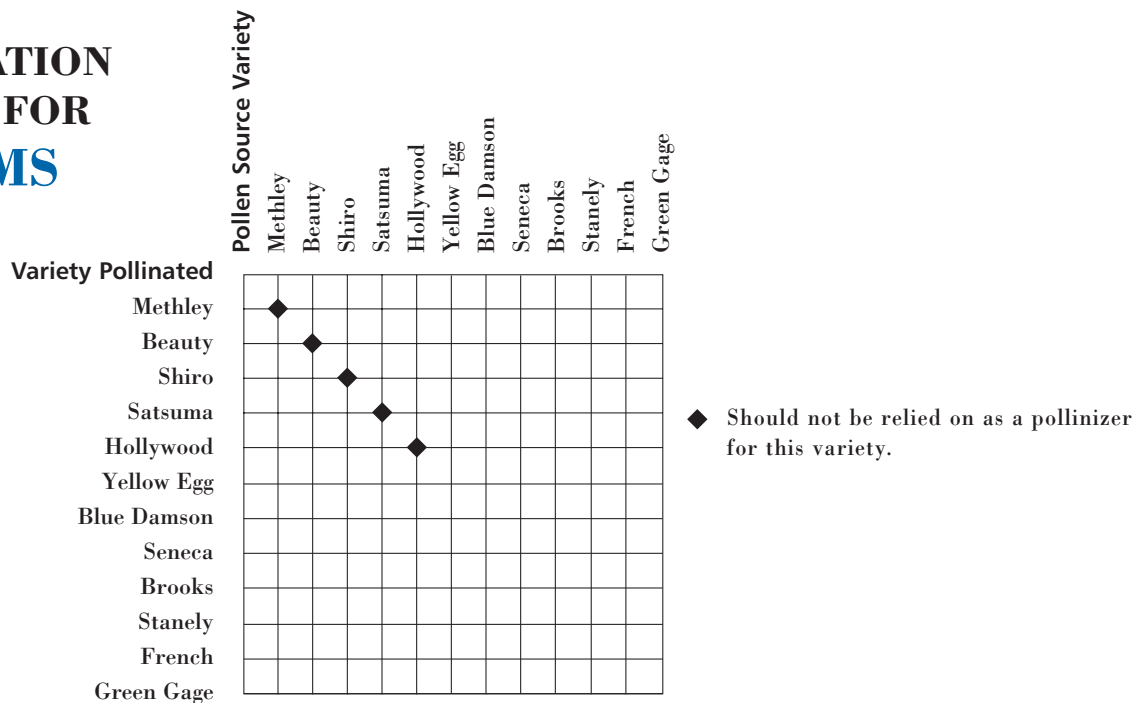 ATION
FOR
MS
Pollen Source Variety
Methley
Beauty
Shiro
Satsuma
Hollywood
Yellow Egg
Blue Damson
Seneca
Brooks
Stanely
French
Green Gage
Variety Pollinated
Methley
Beauty
Shiro
Satsuma
Hollywood
Yellow Egg
Blue Damson
Seneca
Brooks
Stanely
French
Green Gage
Should not be relied on as a pollinizer
for this variety.